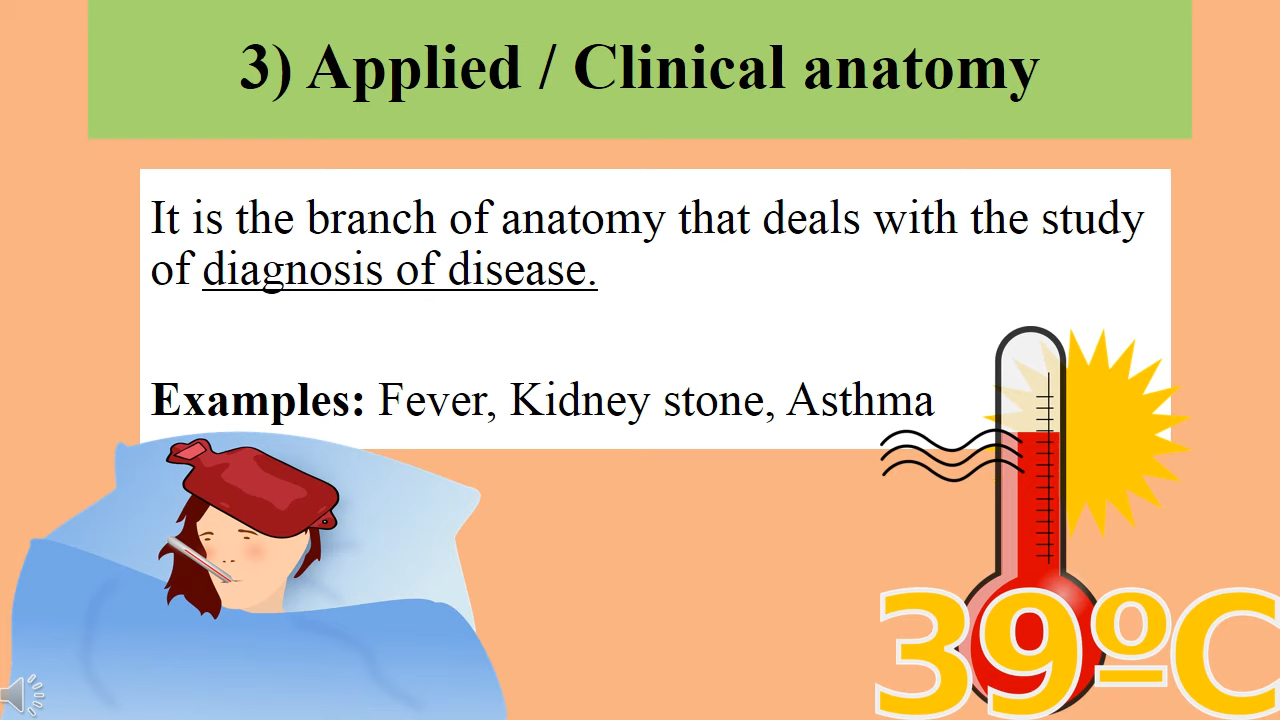 3) Applied / Clinical anatomy
It is the branch of anatomy that deals with the study
of diagnosis of disease.
Examples: Fever, Kidney stone, Asthma
39ºC